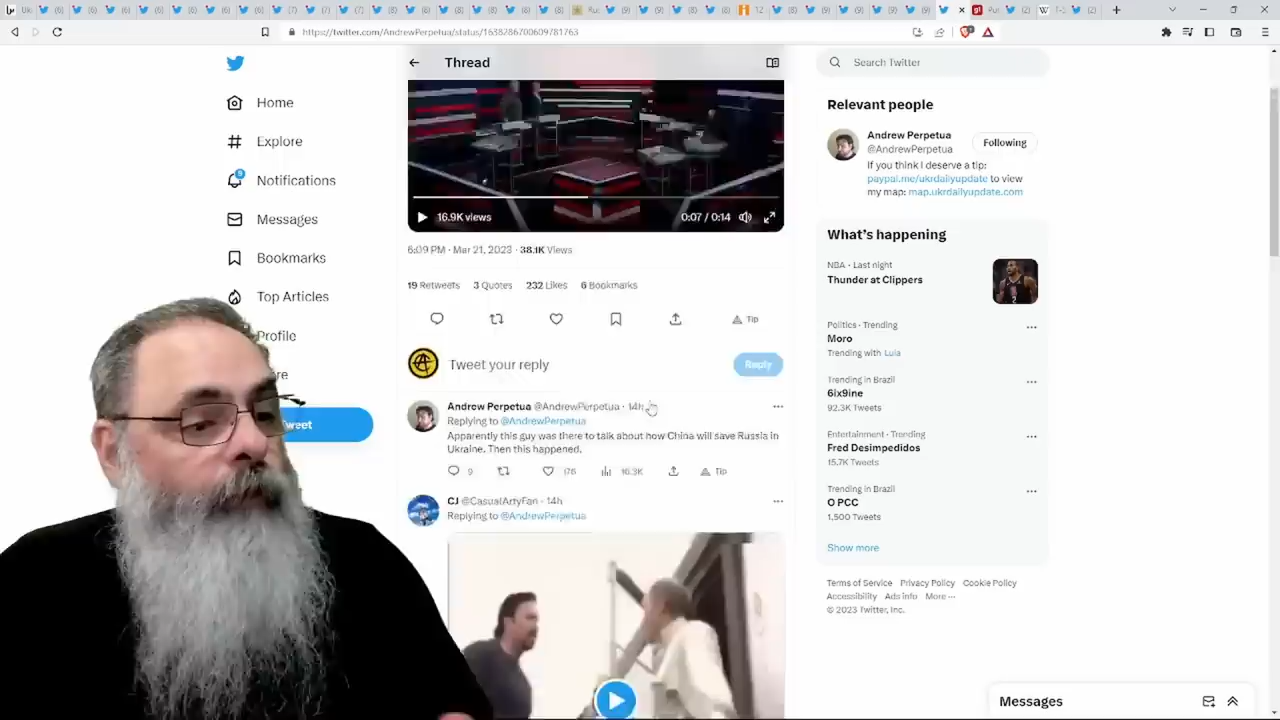 https://twitter.com/AndrewPerpetua/status/1638286700609781763
Thread
Search Twitter
Home
Explore
Notifications
Messages
Bookmarks
Top Articles
Profile
Tweet
16.9K views
0:07 / 0:14
6:09 PM · Mar 21, 2023 · 38.1K Views
19 Retweets 3 Quotes 232 Likes 6 Bookmarks
Tip
Tweet your reply
Reply
Andrew Perpetua @AndrewPerpetua · 14h
Replying to @AndrewPerpetua
Apparently this guy was there to talk about how China will save Russia in
Ukraine. Then this happened.
9 176 16.3K Tip
CJ @CasualArtyFan · 14h
Replying to @AndrewPerpetua
Relevant people
Andrew Perpetua
@AndrewPerpetua
Following
If you think I deserve a tip:
paypal.me/ukrdailyupdate to view
my map: map.ukrdailyupdate.com
What's happening
NBA · Last night
Thunder at Clippers
Politics · Trending
Moro
Trending with Lula
Trending in Brazil
6ix9ine
92.3K Tweets
Entertainment · Trending
Fred Desimpedidos
15.7K Tweets
Trending in Brazil
O PCC
1,500 Tweets
Show more
Terms of Service Privacy Policy Cookie Policy
Accessibility Ads info More ···
© 2023 Twitter, Inc.
Messages